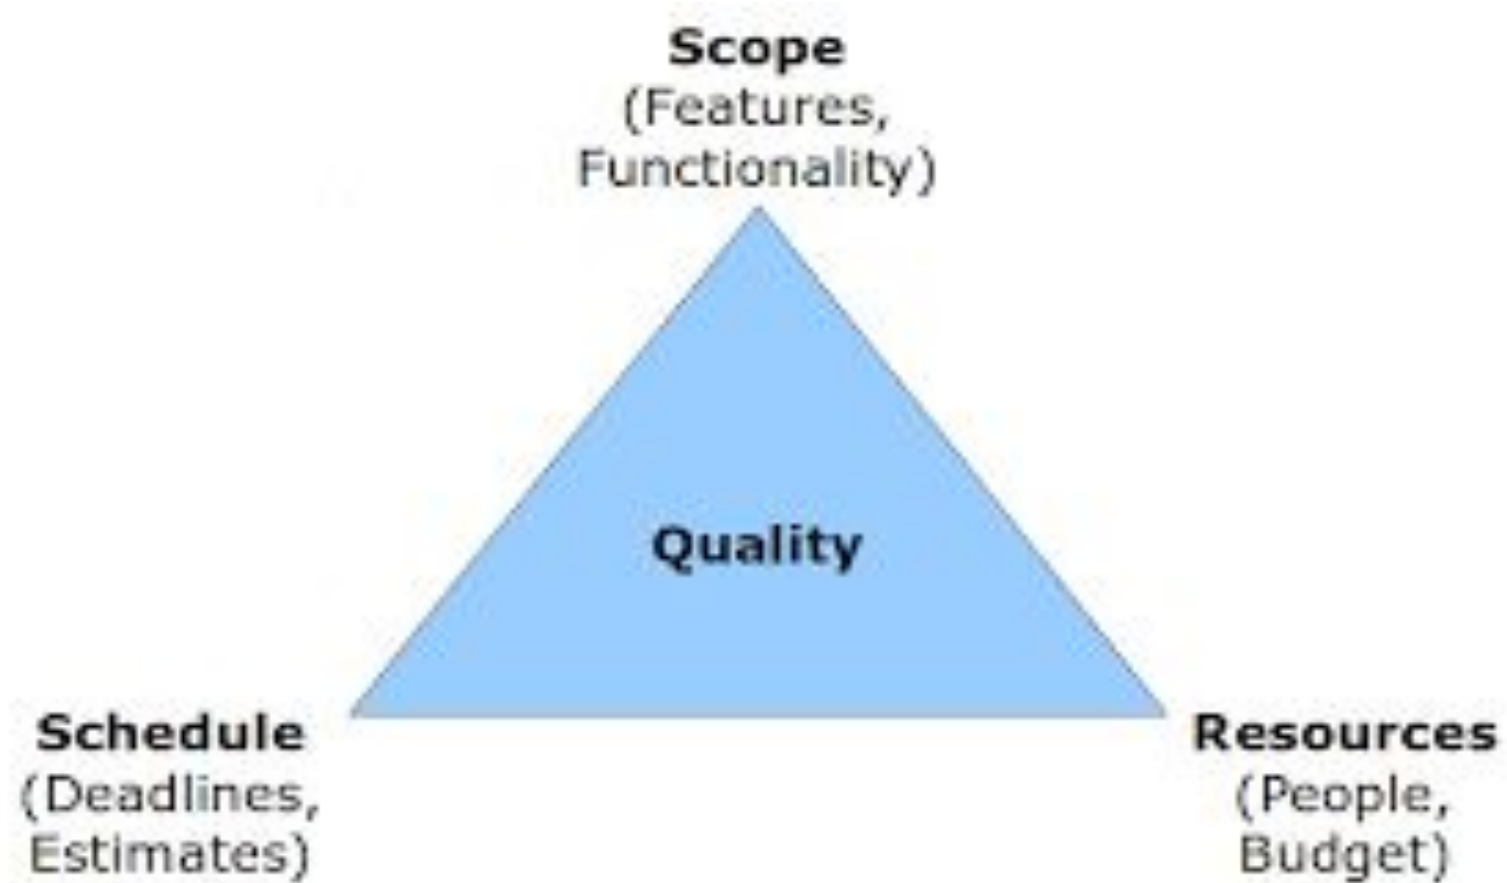 Scope
(Features,
Functionality)
Quality
Schedule
(Deadlines,
Estimates)
Resources
(People,
Budget)